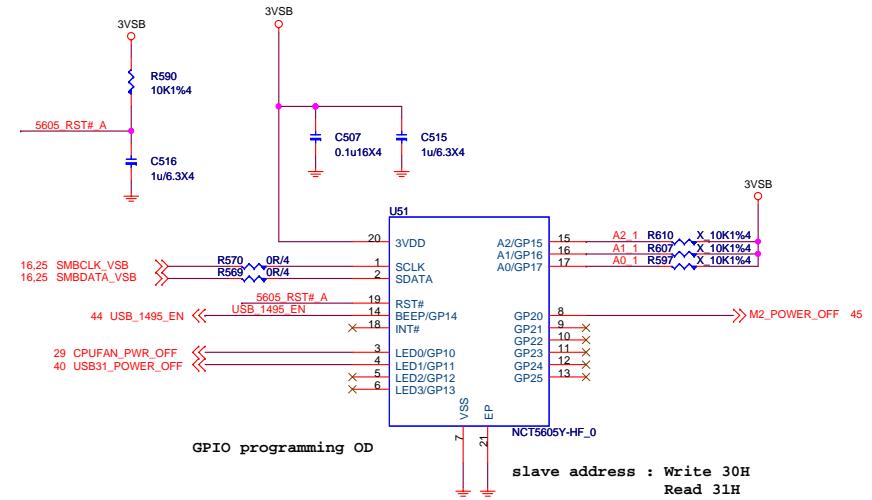 3VSB
3VSB
R590
10K1%4
5605_RST#_A
C516
1u/6.3X4
C507
0.1u16X4
C515
1u/6.3X4
3VSB
U51
20 3VDD
A2/GP15 15 A2_1 R610 X_10K1%4
A1/GP16 16 A1_1 R607 X_10K1%4
A0/GP17 17 A0_1 R597 X_10K1%4
16,25 SMBCLK_VSB R570 0R/4 1 SCLK
16,25 SMBDATA_VSB R569 0R/4 2 SDATA
5605_RST#_A 19 RST#
44 USB_1495_EN USB_1495_EN 14 BEEP/GP14
18 INT#
GP20 8 M2_POWER_OFF 45
GP21 9
GP22 10
GP23 11
GP24 12
GP25 13
29 CPUFAN_PWR_OFF 3 LED0/GP10
40 USB31_POWER_OFF 4 LED1/GP11
5 LED2/GP12
6 LED3/GP13
VSS EP
7 21
NCT5605Y-HF_0
GPIO programming OD
slave address : Write 30H
Read 31H